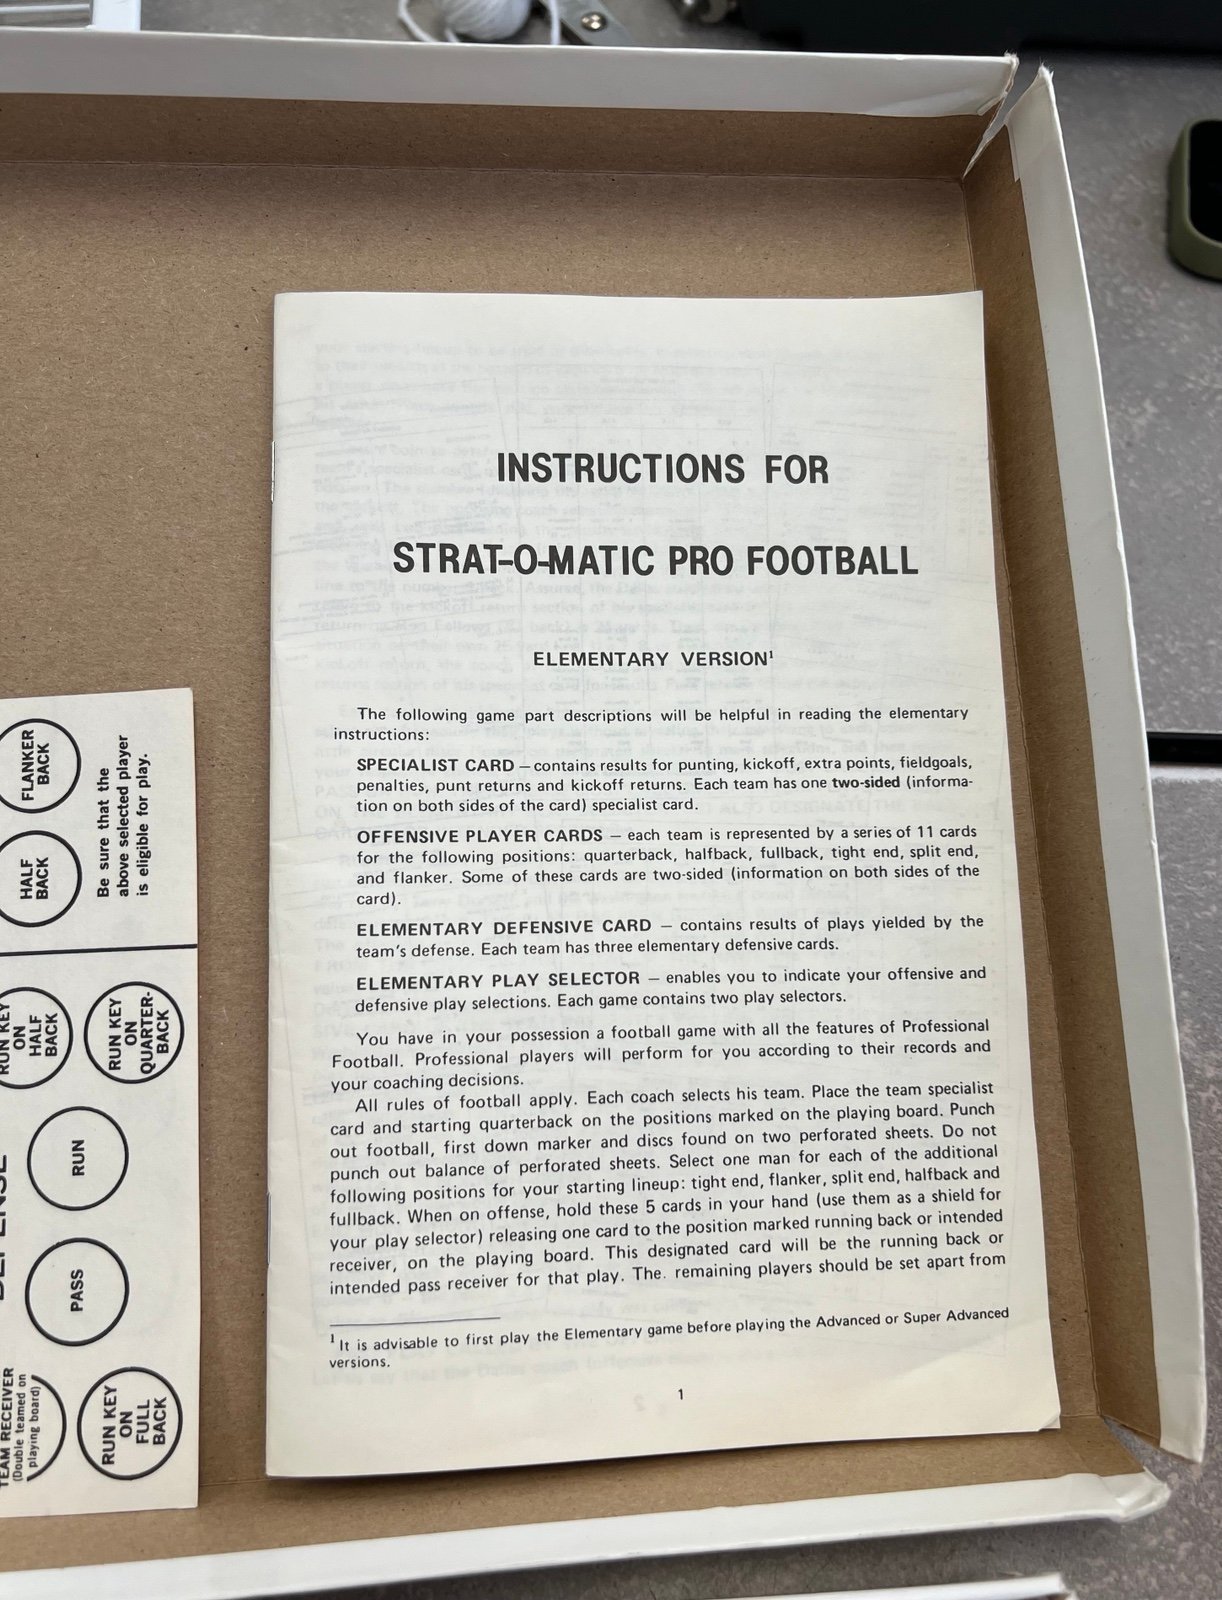 INSTRUCTIONS FOR
STRAT-O-MATIC PRO FOOTBALL
ELEMENTARY VERSION¹
The following game part descriptions will be helpful in reading the elementary
instructions:
SPECIALIST CARD – contains results for punting, kickoff, extra points, fieldgoals,
penalties, punt returns and kickoff returns. Each team has one two-sided (informa-
tion on both sides of the card) specialist card.
OFFENSIVE PLAYER CARDS – each team is represented by a series of 11 cards
for the following positions: quarterback, halfback, fullback, tight end, split end,
and flanker. Some of these cards are two-sided (information on both sides of the
card).
ELEMENTARY DEFENSIVE CARD – contains results of plays yielded by the
team's defense. Each team has three elementary defensive cards.
ELEMENTARY PLAY SELECTOR – enables you to indicate your offensive and
defensive play selections. Each game contains two play selectors.
You have in your possession a football game with all the features of Professional
Football. Professional players will perform for you according to their records and
your coaching decisions.
All rules of football apply. Each coach selects his team. Place the team specialist
card and starting quarterback on the positions marked on the playing board. Punch
out football, first down marker and discs found on two perforated sheets. Do not
punch out balance of perforated sheets. Select one man for each of the additional
following positions for your starting lineup: tight end, flanker, split end, halfback and
fullback. When on offense, hold these 5 cards in your hand (use them as a shield for
your play selector) releasing one card to the position marked running back or intended
receiver, on the playing board. This designated card will be the running back or
intended pass receiver for that play. The. remaining players should be set apart from
¹ It is advisable to first play the Elementary game before playing the Advanced or Super Advanced
versions.
1
FLANKER
BACK
HALF
BACK
Be sure that the
above selected player
is eligible for play.
RUN KEY
ON
HALF
BACK
RUN KEY
ON
QUARTER-
BACK
RUN
PASS
TEAM RECEIVER
(Double teamed on
playing board)
RUN KEY
ON
FULL
BACK